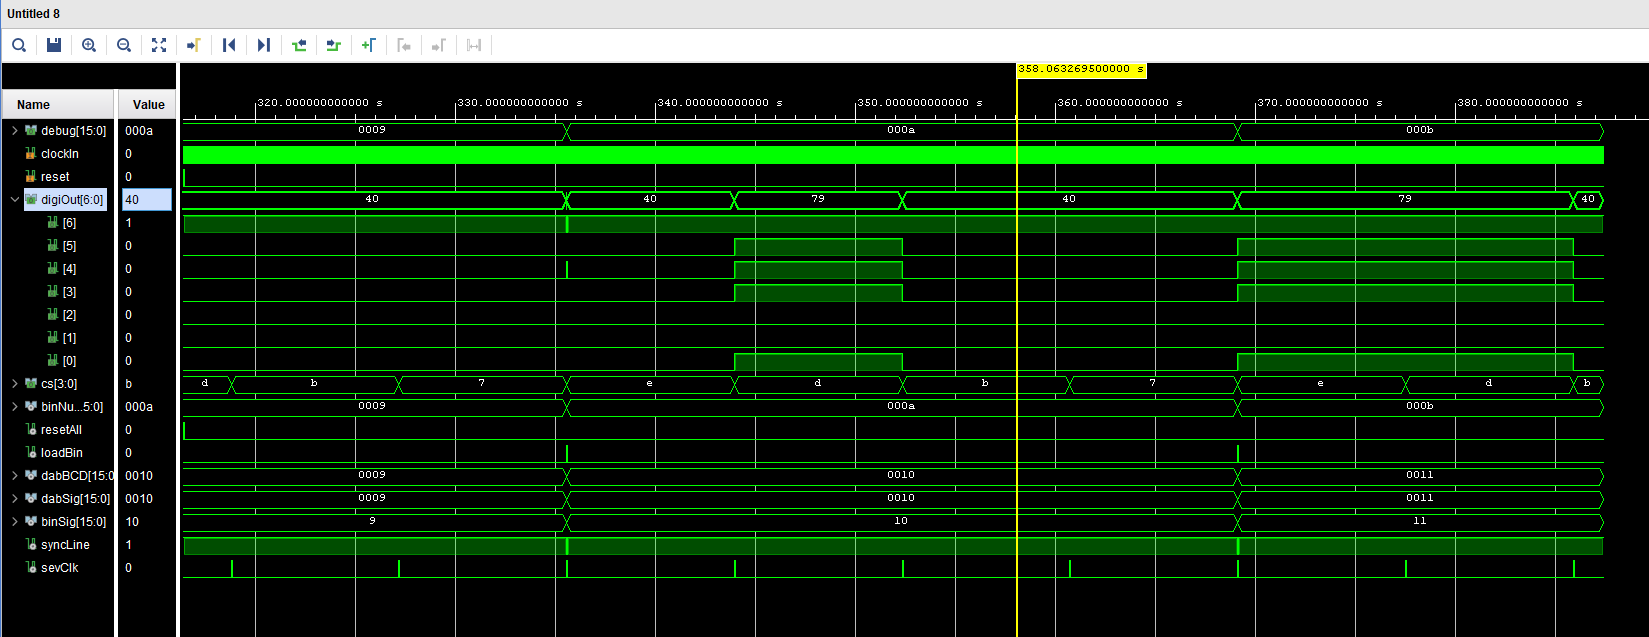 Untitled 8
358.063269500000 s
Name Value
320.000000000000 s 330.000000000000 s 340.000000000000 s 350.000000000000 s 360.000000000000 s 370.000000000000 s 380.000000000000 s
debug[15:0] 000a 0009 000a 000b
clockIn 0
reset 0
digiOut[6:0] 40 40 40 79 40 79 40
[6] 1
[5] 0
[4] 0
[3] 0
[2] 0
[1] 0
[0] 0
cs[3:0] b d b 7 e d b 7 e d b
binNu...5:0] 000a 0009 000a 000b
resetAll 0
loadBin 0
dabBCD[15:0 0010 0009 0010 0011
dabSig[15:0] 0010 0009 0010 0011
binSig[15:0] 10 9 10 11
syncLine 1
sevClk 0